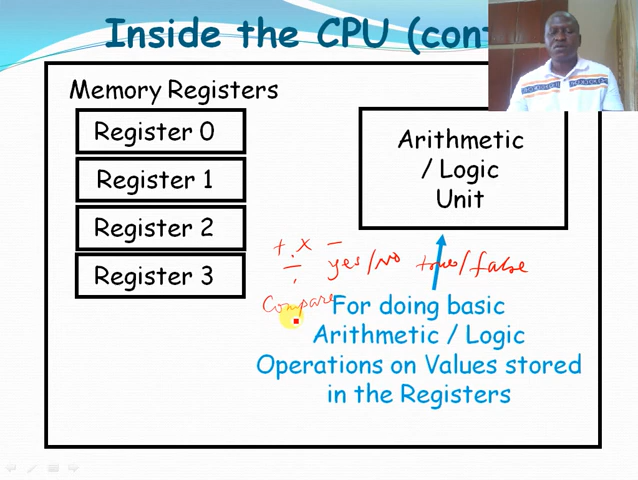 Inside the CPU (cont
Memory Registers
Register 0
Register 1
Register 2
Register 3
Arithmetic
/ Logic
Unit
+ × −
÷ yes/No true/false
Compare
For doing basic
Arithmetic / Logic
Operations on Values stored
in the Registers